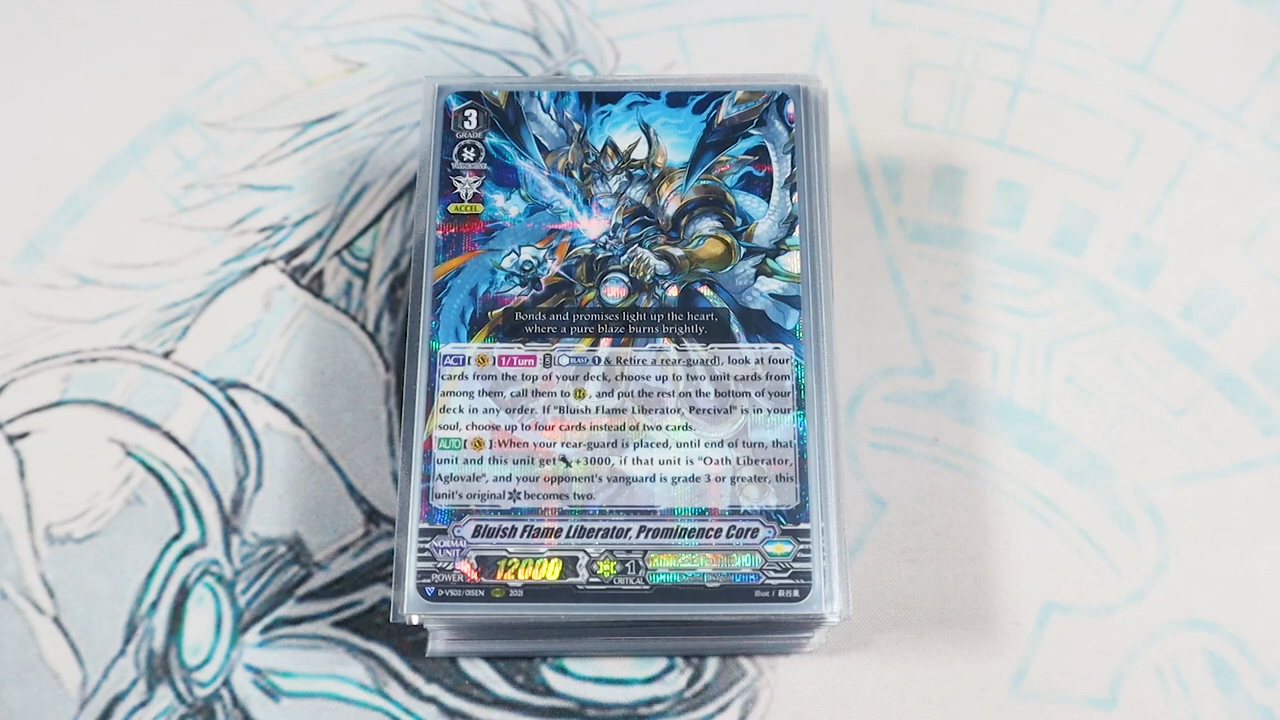 3
GRADE
TWIN DRIVE
ACCEL
Bonds and promises light up the heart,
where a pure blaze burns brightly.
ACT [ ] 1/Turn : [ BLAST 1 & Retire a rear-guard], look at four
cards from the top of your deck, choose up to two unit cards from
among them, call them to R, and put the rest on the bottom of your
deck in any order. If "Bluish Flame Liberator, Percival" is in your
soul, choose up to four cards instead of two cards.
AUTO [ ]:When your rear-guard is placed, until end of turn, that
unit and this unit get +3000, if that unit is "Oath Liberator,
Aglovale", and your opponent's vanguard is grade 3 or greater, this
unit's original becomes two.
Bluish Flame Liberator, Prominence Core
NORMAL
UNIT
POWER 12000 1
CRITICAL
D-VS02/015EN 2021 Illust /